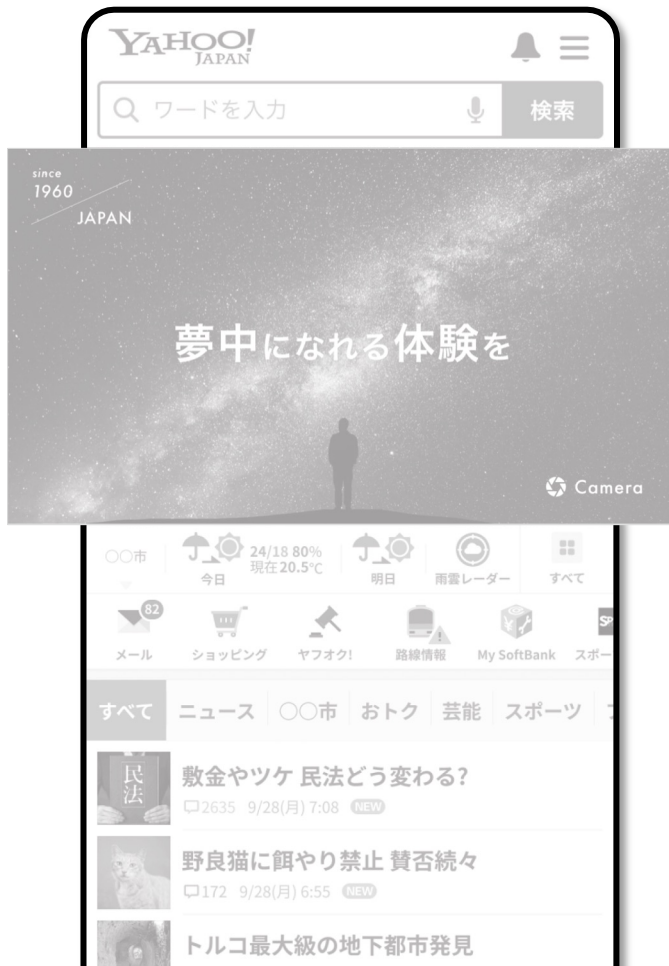 YAHOO!
JAPAN
ワードを入力
検索
since
1960
JAPAN
夢中になれる体験を
Camera
○○市
今日
24/18 80%
現在20.5℃
明日
雨雲レーダー
すべて
82
メール
ショッピング
ヤフオク!
路線情報
My SoftBank
スポー
すべて
ニュース
○○市
おトク
芸能
スポーツ
民法
敷金やツケ 民法どう変わる?
2635 9/28(月) 7:08 NEW
野良猫に餌やり禁止 賛否続々
172 9/28(月) 6:55 NEW
トルコ最大級の地下都市発見